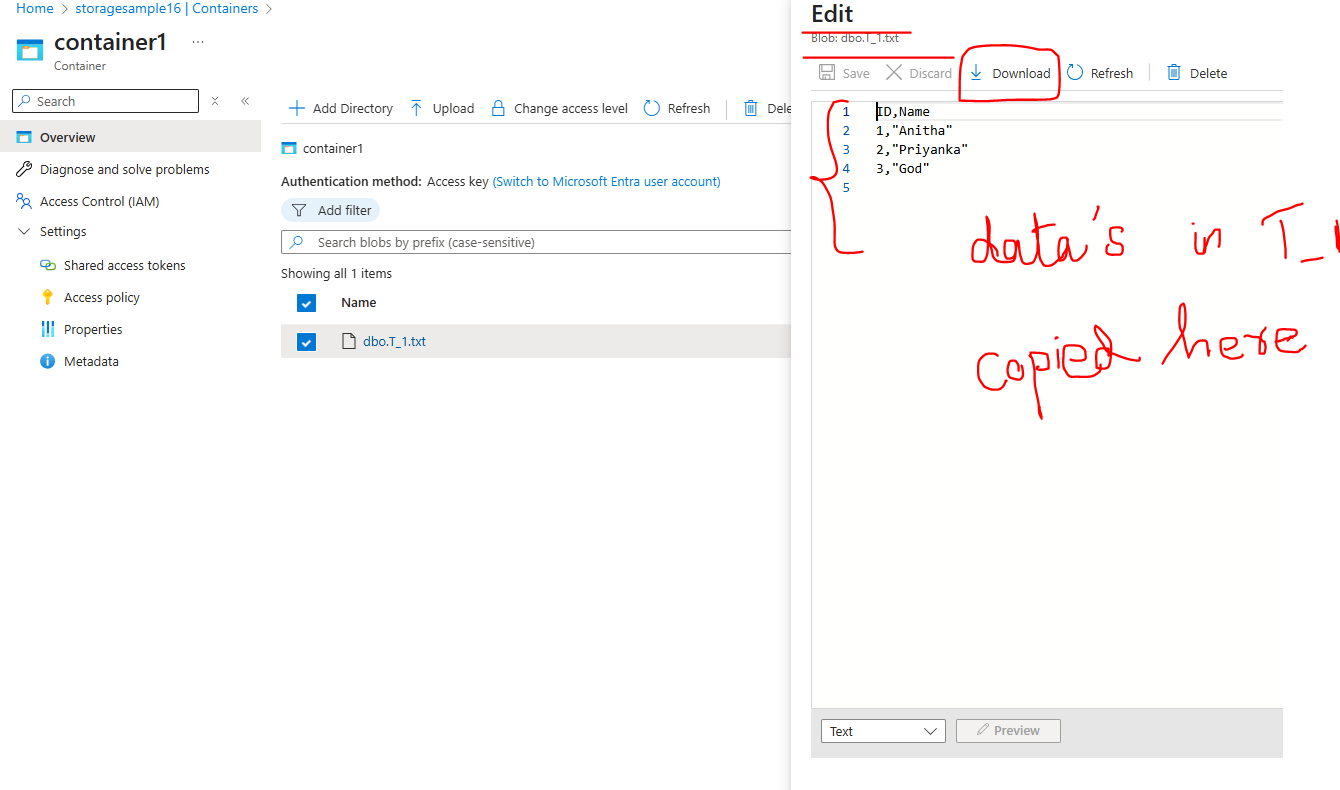 Home > storagesample16 | Containers >
container1 ...
Container
Search
Overview
Diagnose and solve problems
Access Control (IAM)
Settings
Shared access tokens
Access policy
Properties
Metadata
Add Directory Upload Change access level Refresh Dele
container1
Authentication method: Access key (Switch to Microsoft Entra user account)
Add filter
Search blobs by prefix (case-sensitive)
Showing all 1 items
Name
dbo.T_1.txt
Edit
Blob: dbo.T_1.txt
Save Discard Download Refresh Delete
1 ID,Name
2 1,"Anitha"
3 2,"Priyanka"
4 3,"God"
5
data's in T_
copied here
Text Preview